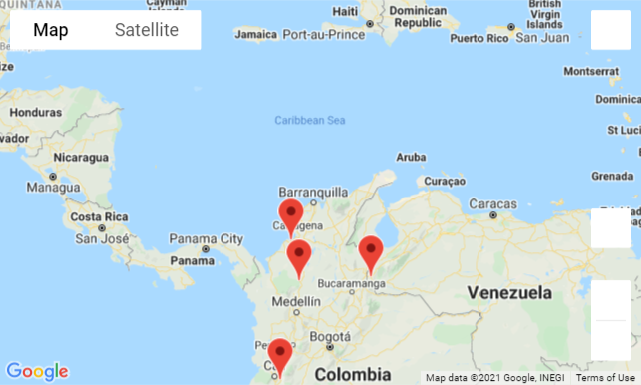 QUINTANA
Cayman
Islands
Haiti
Dominican
Republic
British
Virgin
Islands
Map
Satellite
Jamaica
Port-au-Prince
Puerto Rico
San Juan
Montserrat
Dominica
Honduras
Caribbean Sea
St Luci
vador
Nicaragua
Aruba
Grenada
Managua
Curaçao
Barranquilla
Caracas
Costa Rica
San José
Panama City
Panama
Bucaramanga
Medellín
Venezuela
Bogotá
Colombia
Google
Map data ©2021 Google, INEGI
Terms of Use